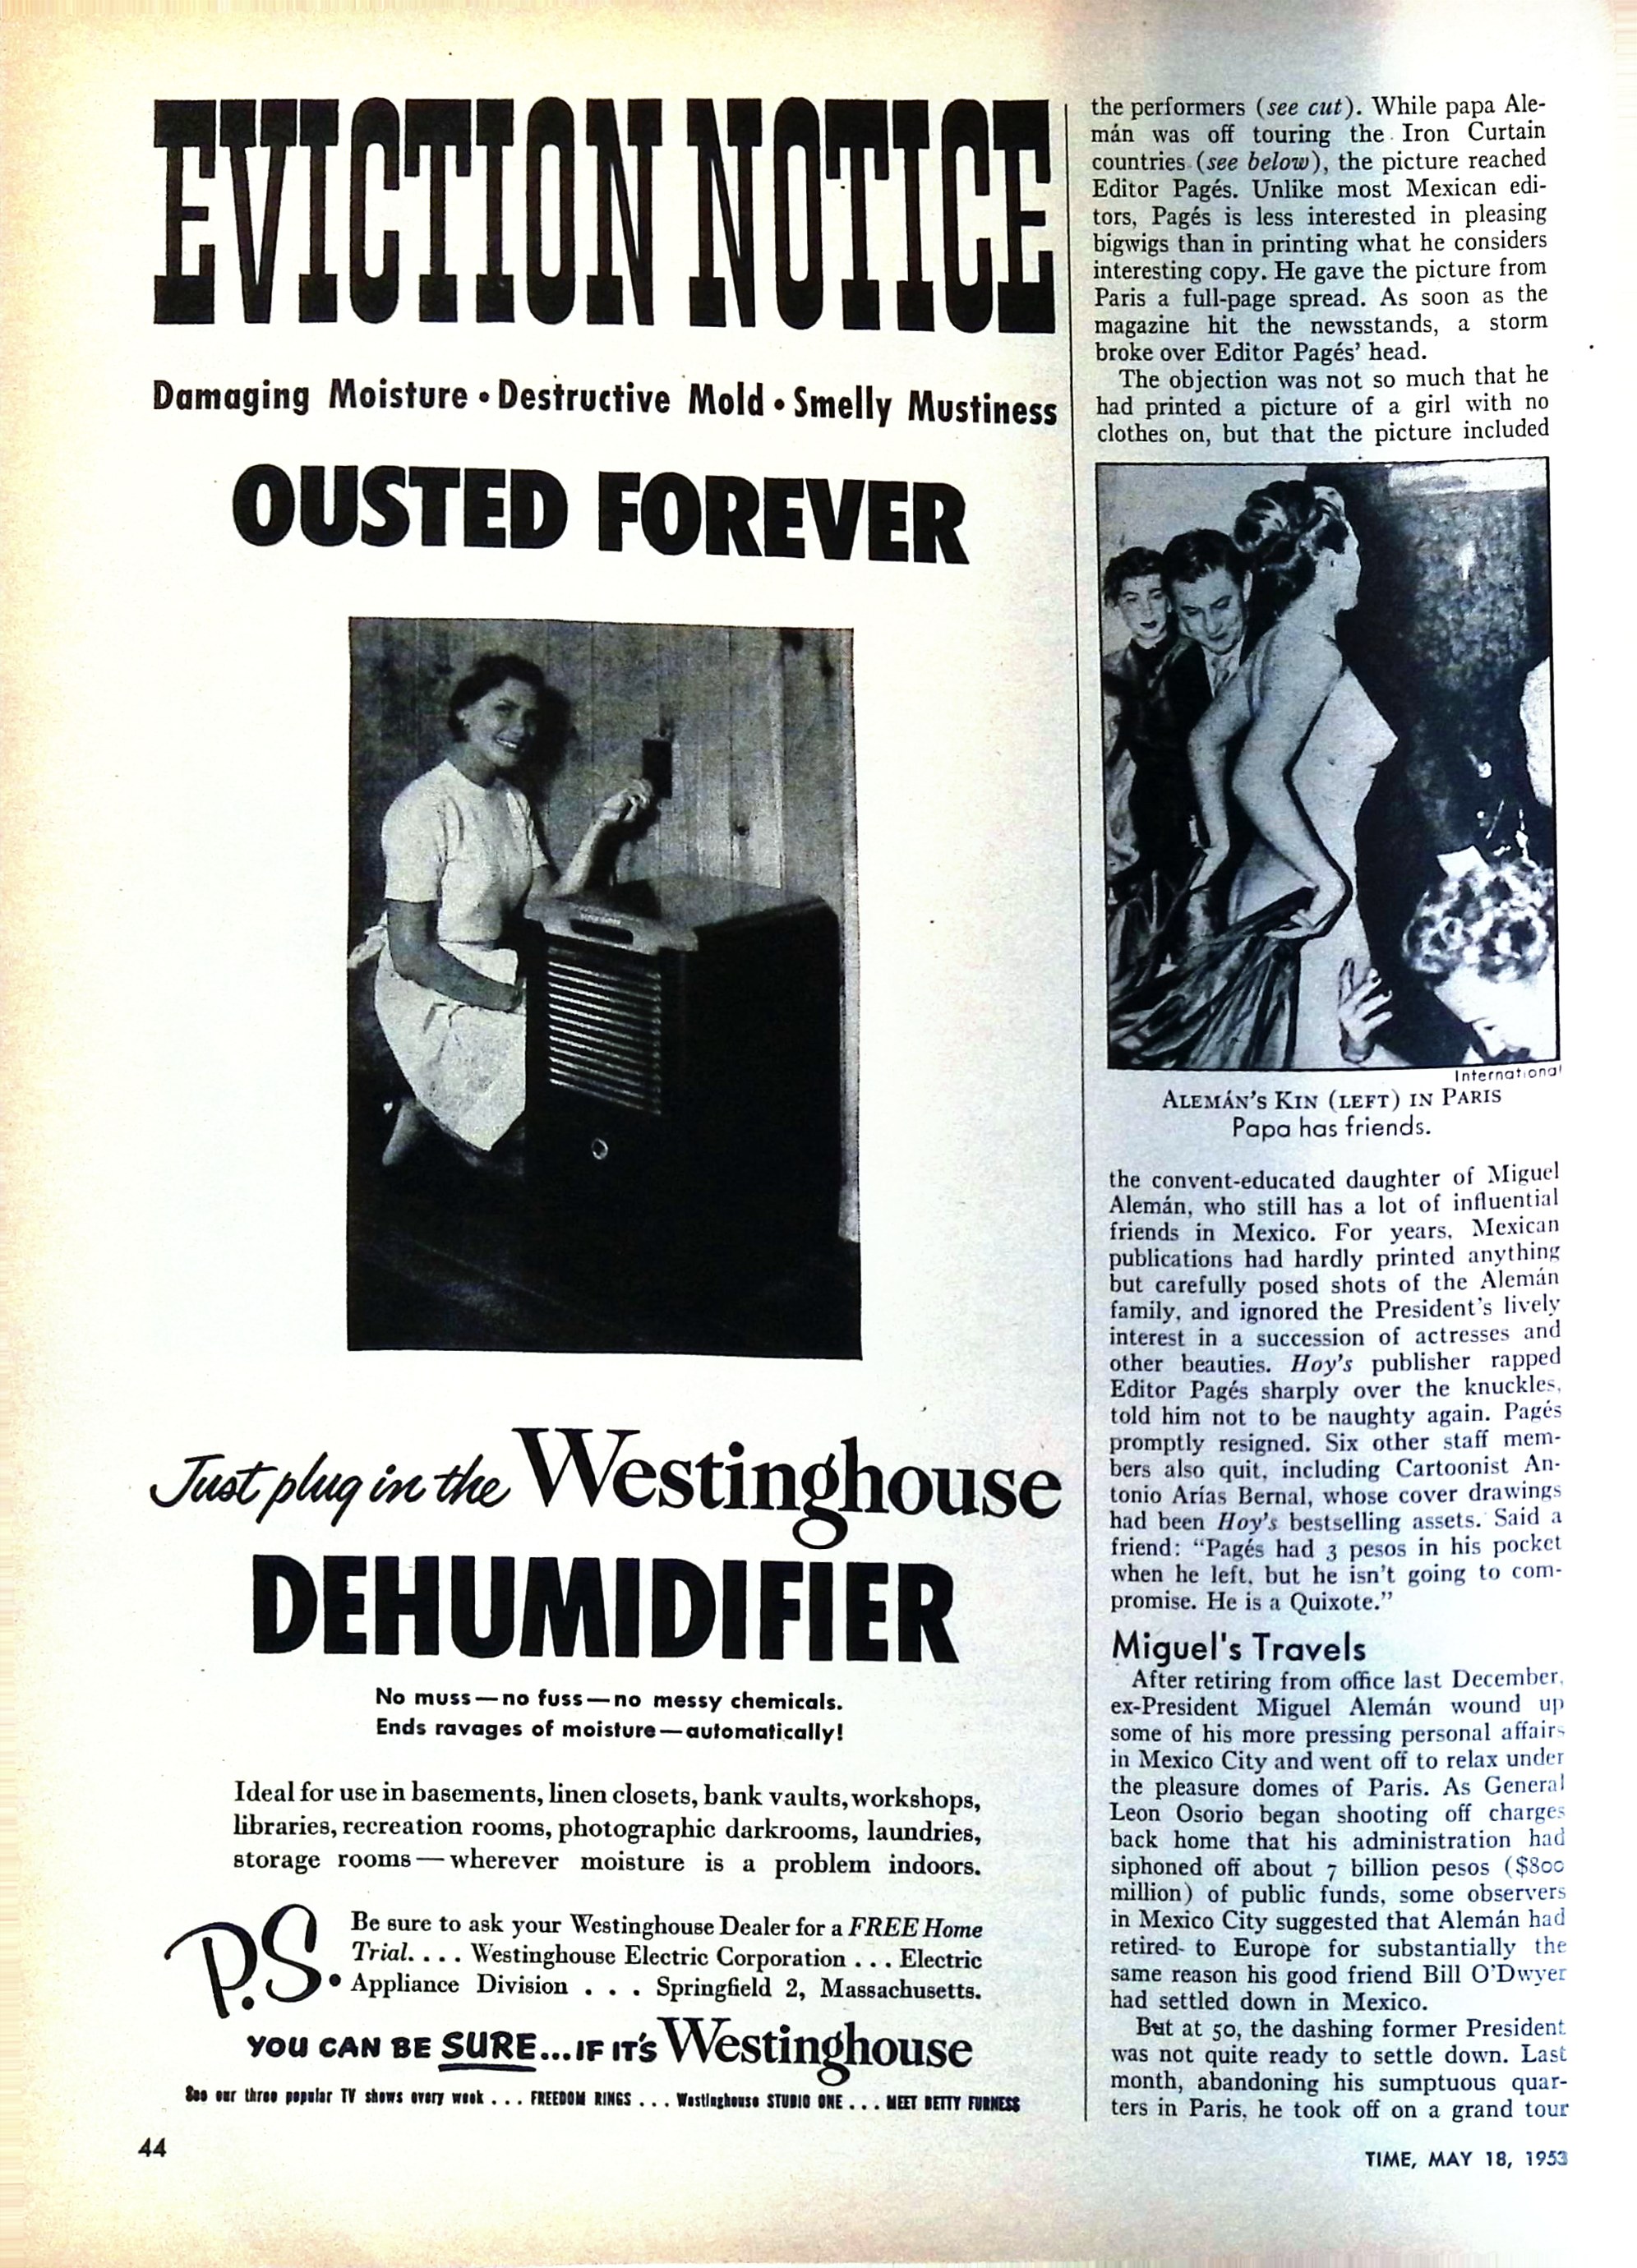 EVICTION NOTICE
Damaging Moisture • Destructive Mold • Smelly Mustiness
OUSTED FOREVER
Just plug in the Westinghouse
DEHUMIDIFIER
No muss—no fuss—no messy chemicals.
Ends ravages of moisture—automatically!
Ideal for use in basements, linen closets, bank vaults, workshops,
libraries, recreation rooms, photographic darkrooms, laundries,
storage rooms—wherever moisture is a problem indoors.
P.S. Be sure to ask your Westinghouse Dealer for a FREE Home
Trial. . . . Westinghouse Electric Corporation . . . Electric
Appliance Division . . . Springfield 2, Massachusetts.
YOU CAN BE SURE...IF IT'S Westinghouse
See our three popular TV shows every week . . . FREEDOM RINGS . . . Westinghouse STUDIO ONE . . . MEET BETTY FURNESS
44
the performers (see cut). While papa Ale-
mán was off touring the Iron Curtain
countries (see below), the picture reached
Editor Pagés. Unlike most Mexican edi-
tors, Pagés is less interested in pleasing
bigwigs than in printing what he considers
interesting copy. He gave the picture from
Paris a full-page spread. As soon as the
magazine hit the newsstands, a storm
broke over Editor Pagés' head.
The objection was not so much that he
had printed a picture of a girl with no
clothes on, but that the picture included
International
ALEMÁN'S KIN (LEFT) IN PARIS
Papa has friends.
the convent-educated daughter of Miguel
Alemán, who still has a lot of influential
friends in Mexico. For years, Mexican
publications had hardly printed anything
but carefully posed shots of the Alemán
family, and ignored the President's lively
interest in a succession of actresses and
other beauties. Hoy's publisher rapped
Editor Pagés sharply over the knuckles,
told him not to be naughty again. Pagés
promptly resigned. Six other staff mem-
bers also quit, including Cartoonist An-
tonio Arías Bernal, whose cover drawings
had been Hoy's bestselling assets. Said a
friend: "Pagés had 3 pesos in his pocket
when he left, but he isn't going to com-
promise. He is a Quixote."
Miguel's Travels
After retiring from office last December,
ex-President Miguel Alemán wound up
some of his more pressing personal affairs
in Mexico City and went off to relax under
the pleasure domes of Paris. As General
Leon Osorio began shooting off charges
back home that his administration had
siphoned off about 7 billion pesos ($800
million) of public funds, some observers
in Mexico City suggested that Alemán had
retired to Europe for substantially the
same reason his good friend Bill O'Dwyer
had settled down in Mexico.
But at 50, the dashing former President
was not quite ready to settle down. Last
month, abandoning his sumptuous quar-
ters in Paris, he took off on a grand tour
TIME, MAY 18, 1953